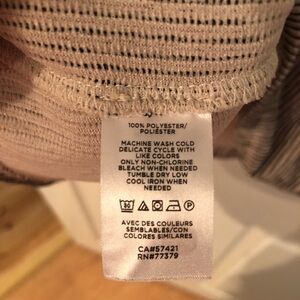 100% POLYESTER/
POLIÉSTER
MACHINE WASH COLD
DELICATE CYCLE WITH
LIKE COLORS
ONLY NON-CHLORINE
BLEACH WHEN NEEDED
TUMBLE DRY LOW
COOL IRON WHEN
NEEDED
AVEC DES COULEURS
SEMBLABLES/CON
COLORES SIMILARES
CA#57421
RN#77379